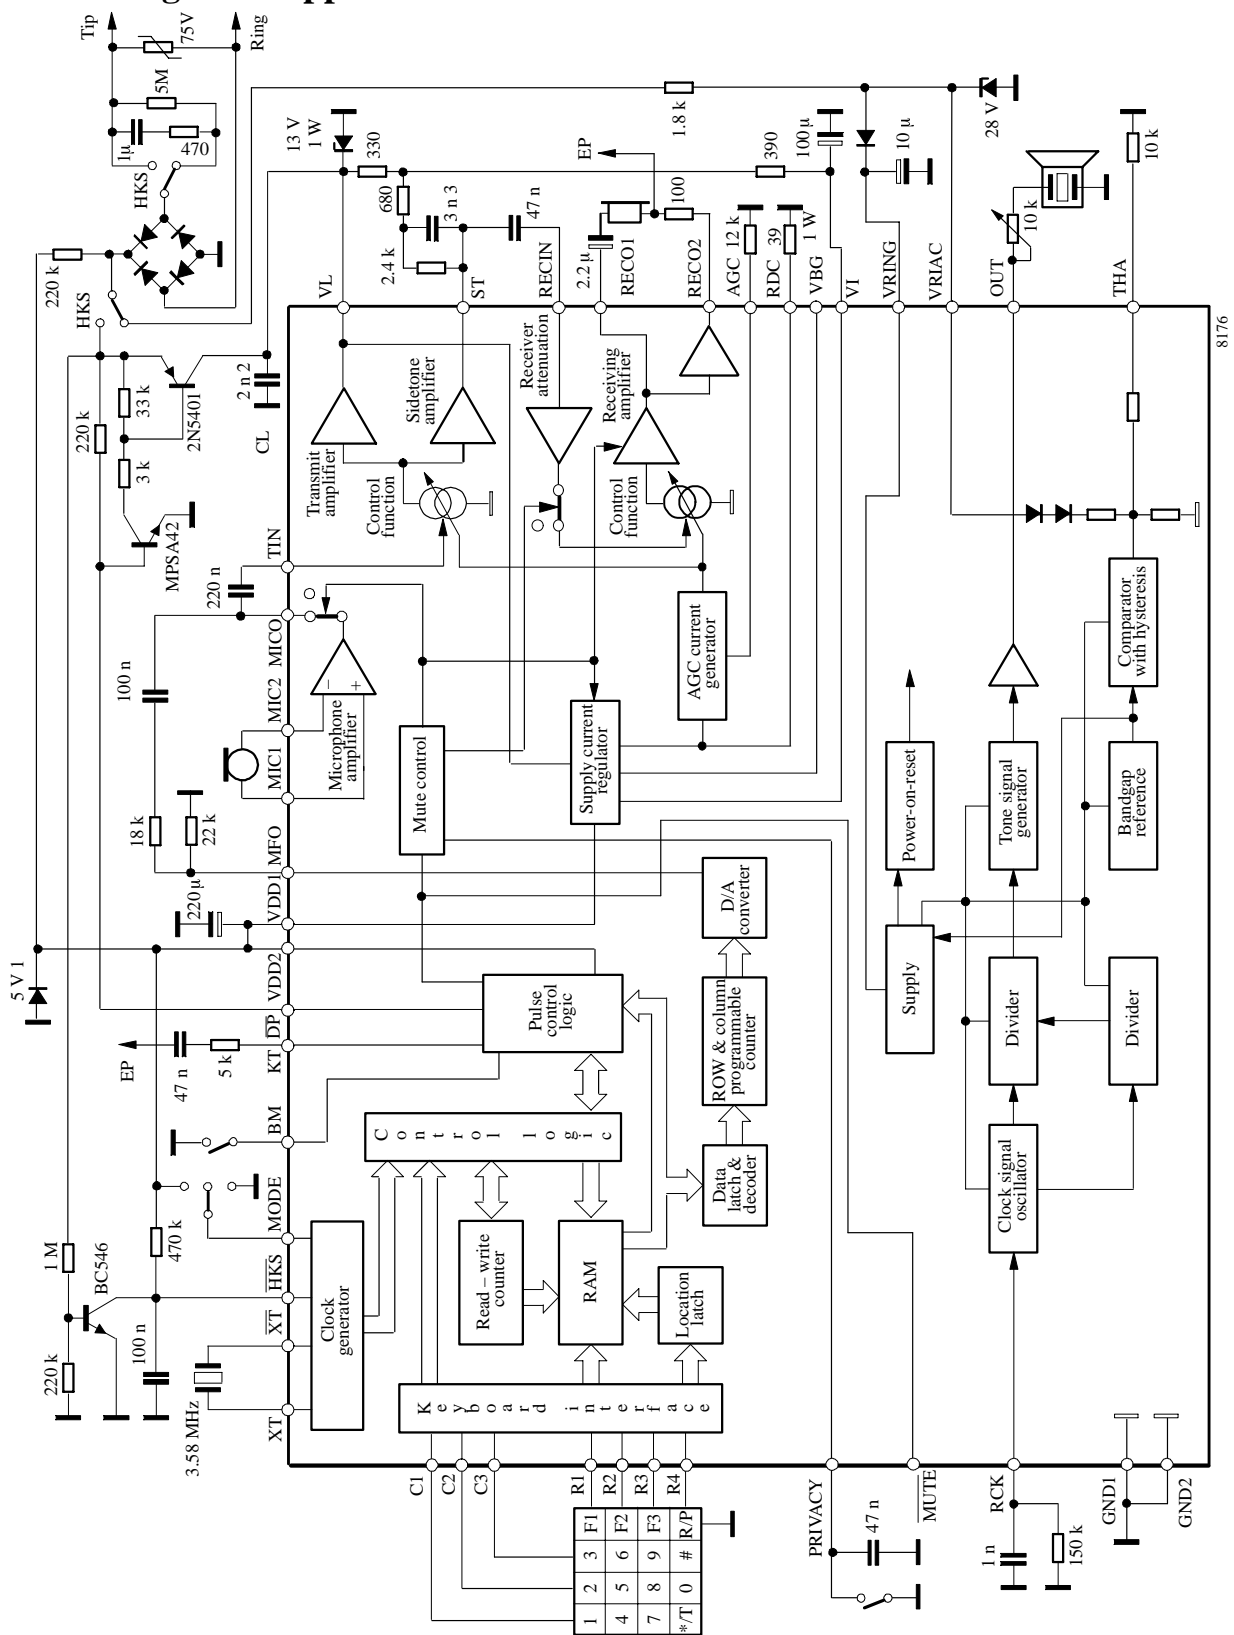 Tip
75V
Ring
5M
1µ
470
HKS
220 k
HKS
13 V
1 W
330
680
3 n 3
2.4 k
47 n
2.2 µ
EP
100
1.8 k
390
100 µ
10 µ
28 V
10 k
10 k
12 k
39
1 W
VL
ST
RECIN
RECO1
RECO2
AGC
RDC
VBG
VI
VRING
VRIAC
OUT
THA
8176
33 k
220 k
3 k
2N5401
2 n 2
CL
MPSA42
TIN
220 n
MICO
100 n
MIC2
MIC1
18 k
22 k
MFO
220 µ
VDD1
5 V 1
VDD2
DP
KT
EP
47 n
5 k
BM
MODE
470 k
1 M
BC546
HKS
XT
220 k
100 n
3.58 MHz
XT
Transmit
amplifier
Sidetone
amplifier
Receiver
attenuation
Receiving
amplifier
Control
function
Control
function
Microphone
amplifier
–
+
Mute control
Supply current
regulator
AGC current
generator
Power-on-reset
Tone signal
generator
Comparator
with hysteresis
Bandgap
reference
Supply
Divider
Divider
Clock signal
oscillator
D/A
converter
ROW & column
programmable
counter
Data
latch &
decoder
Pulse
control
logic
Control logic
Read – write
counter
RAM
Location
latch
Clock
generator
Keyboard interface
C1
C2
C3
R1
R2
R3
R4
1 2 3 F1
4 5 6 F2
7 8 9 F3
*/T 0 # R/P
PRIVACY
47 n
MUTE
RCK
1 n
150 k
GND1
GND2